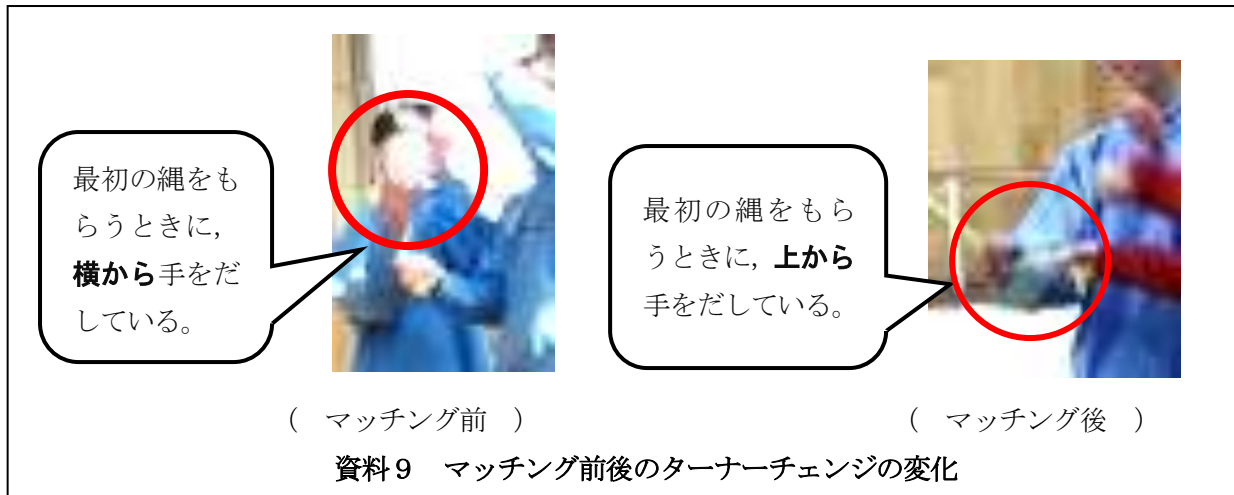 最初の縄をも
らうときに,
横から手をだ
している。
最初の縄をもら
うときに, 上から
手をだしている。
( マッチング前 )
( マッチング後 )
資料９ マッチング前後のターナーチェンジの変化